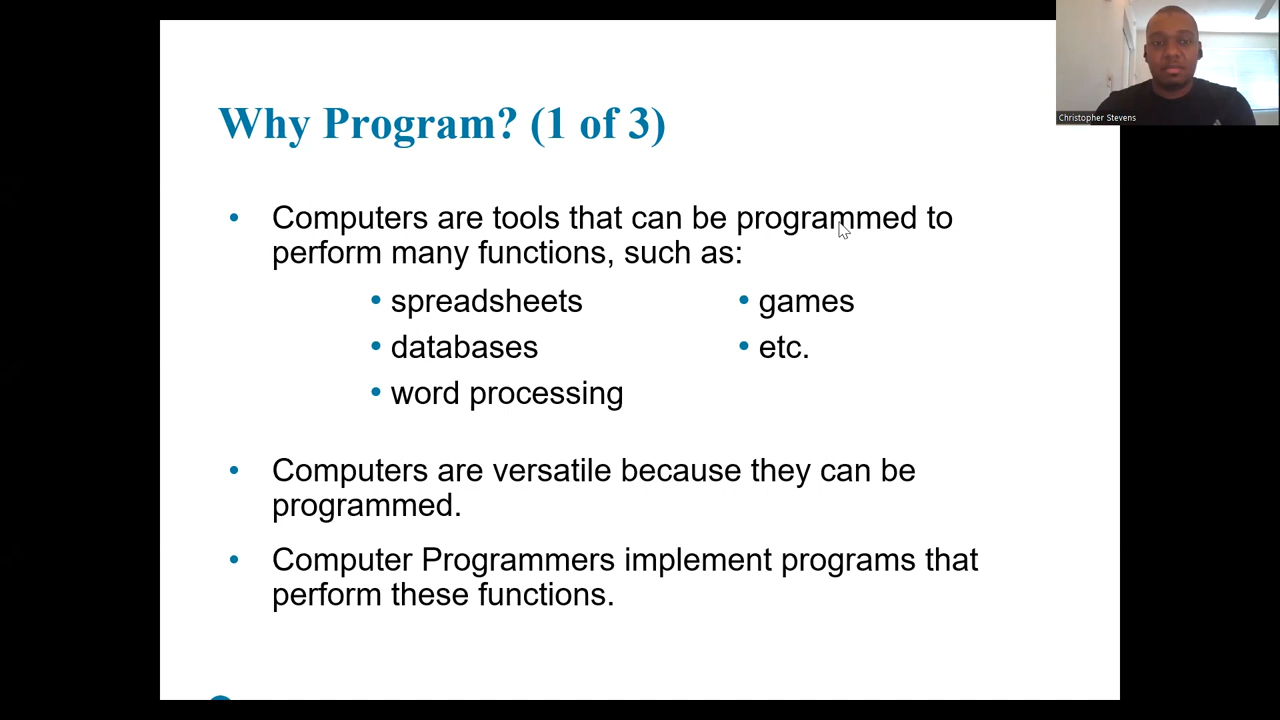 Why Program? (1 of 3)
Christopher Stevens
• Computers are tools that can be programmed to
perform many functions, such as:
• spreadsheets
• databases
• word processing
• games
• etc.
• Computers are versatile because they can be
programmed.
• Computer Programmers implement programs that
perform these functions.